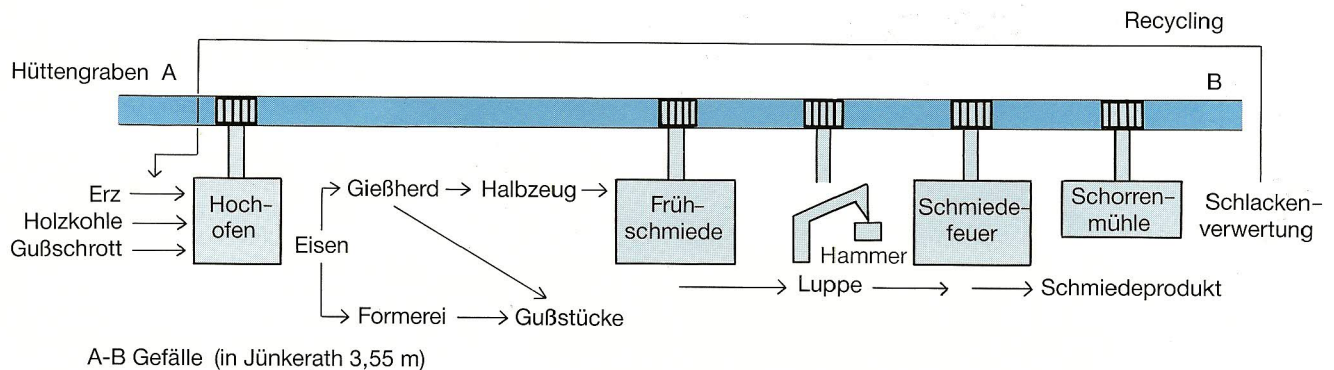 Recycling
Hüttengraben A
B
Erz
Holzkohle
Gußschrott
Hoch-
ofen
Eisen
Gießherd
Halbzeug
Formerei
Gußstücke
Früh-
schmiede
Hammer
Luppe
Schmiede-
feuer
Schmiedeprodukt
Schorren-
mühle
Schlacken-
verwertung
A-B Gefälle (in Jünkerath 3,55 m)